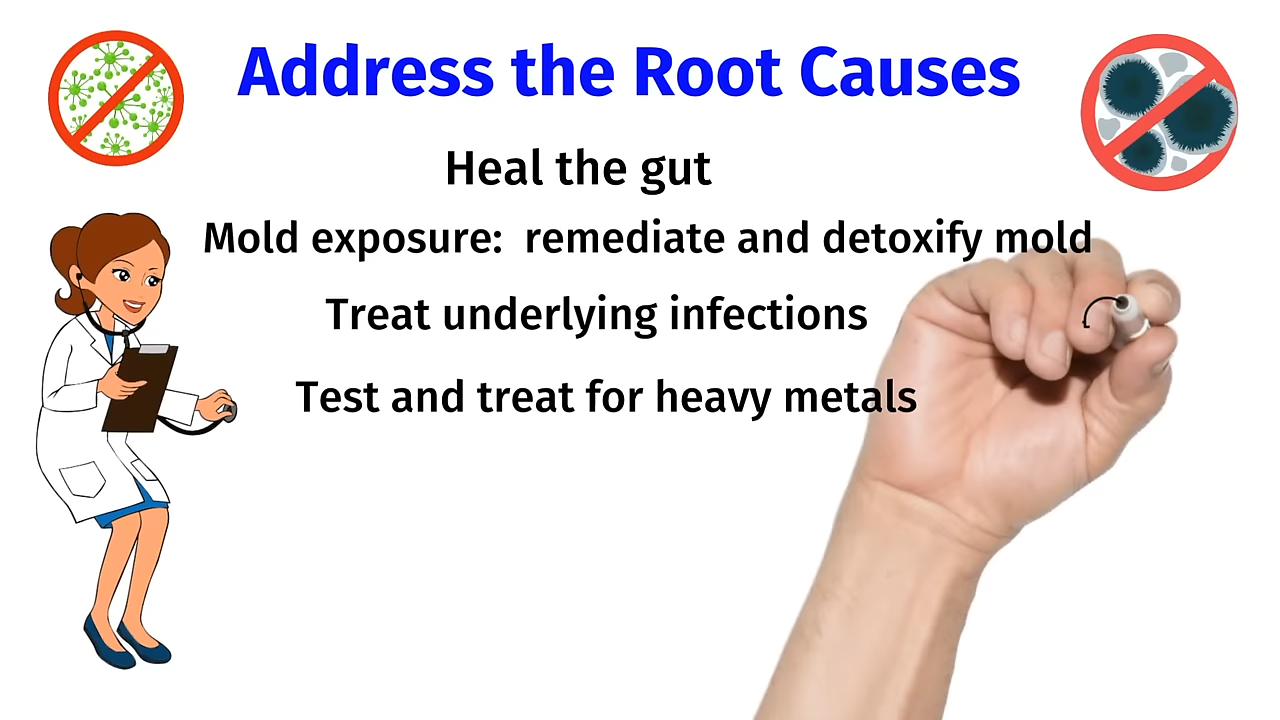 Address the Root Causes
Heal the gut
Mold exposure: remediate and detoxify mold
Treat underlying infections
Test and treat for heavy metals